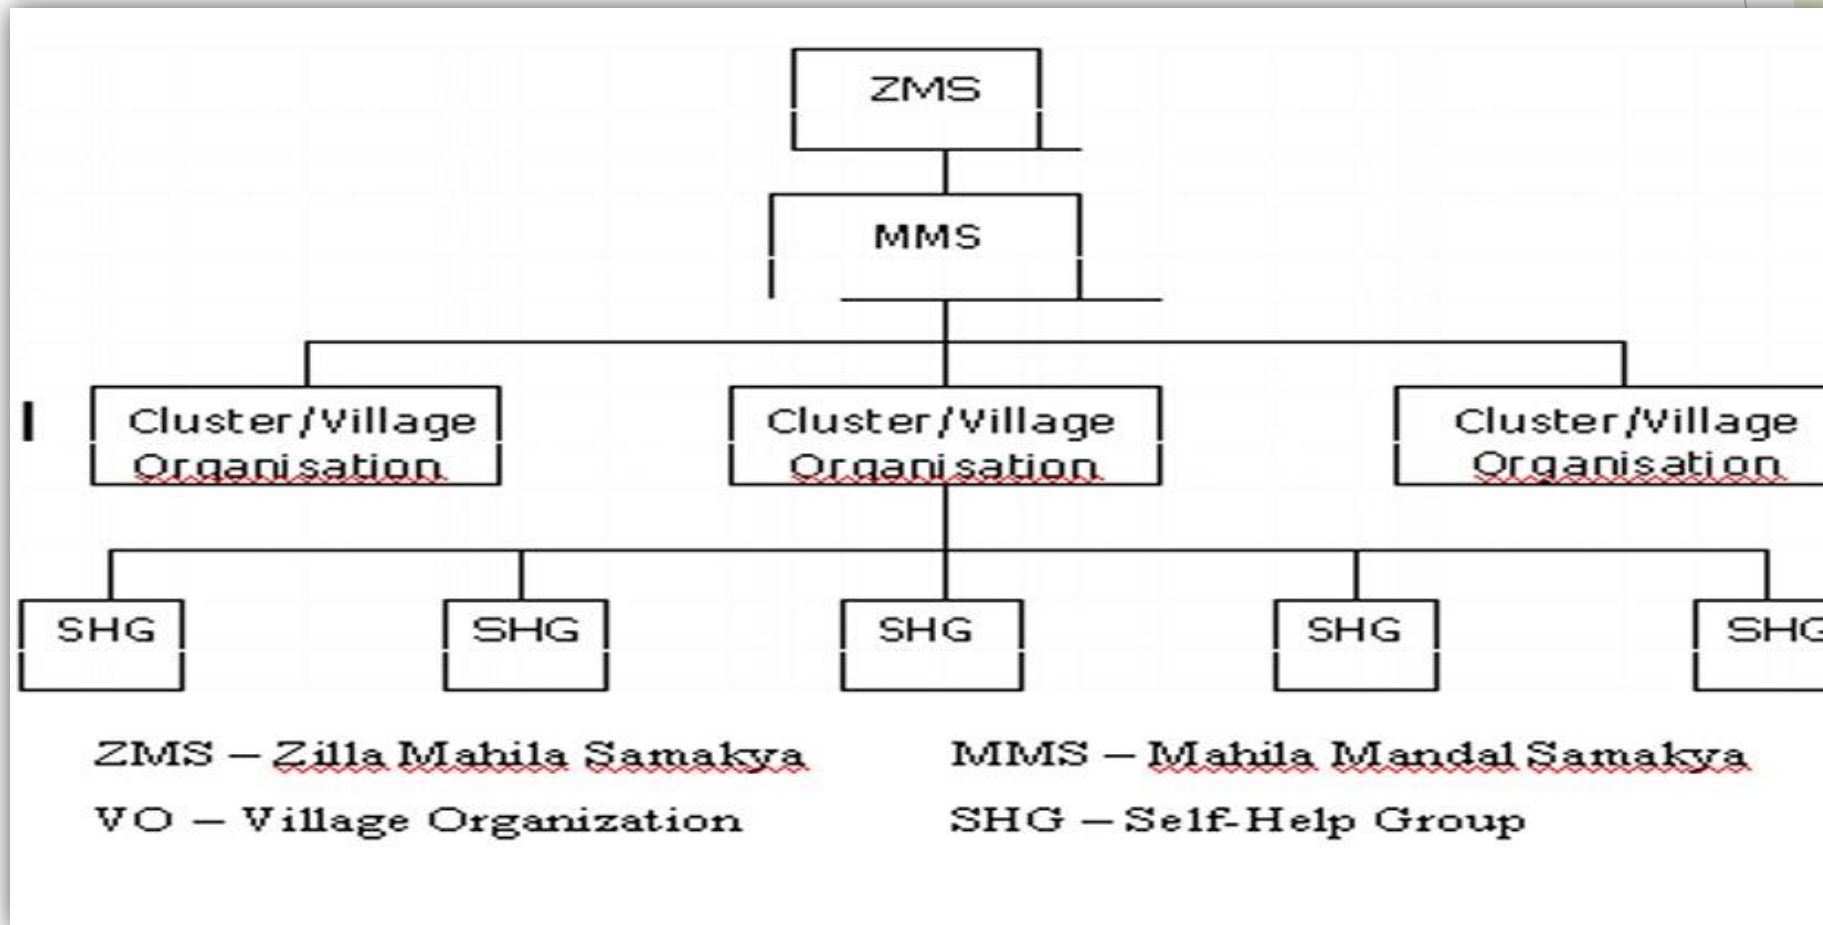 ZMS
MMS
Cluster/Village Organisation
Cluster/Village Organisation
Cluster/Village Organisation
SHG SHG SHG SHG SHG
ZMS – Zilla Mahila Samakya
MMS – Mahila Mandal Samakya
VO – Village Organization
SHG – Self-Help Group